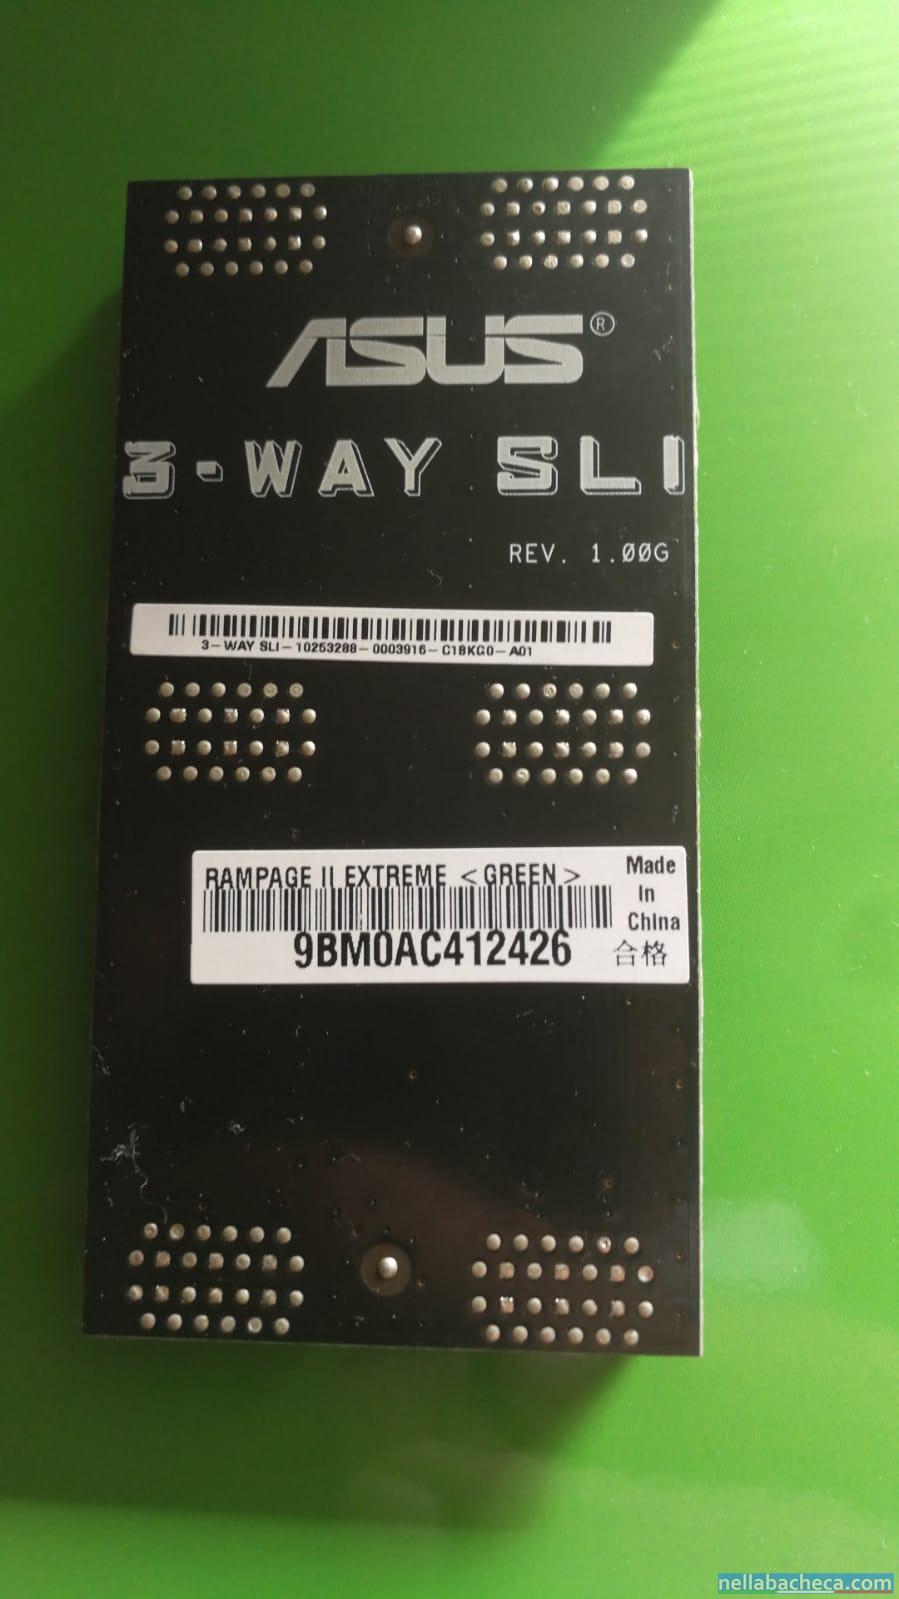 ASUS®
3-WAY SLI
REV. 1.00G
3-WAY SLI-10253288-0003916-C18KG0-A01
RAMPAGE II EXTREME <GREEN>
Made
In
China
9BM0AC412426
合格
nellabacheca.com